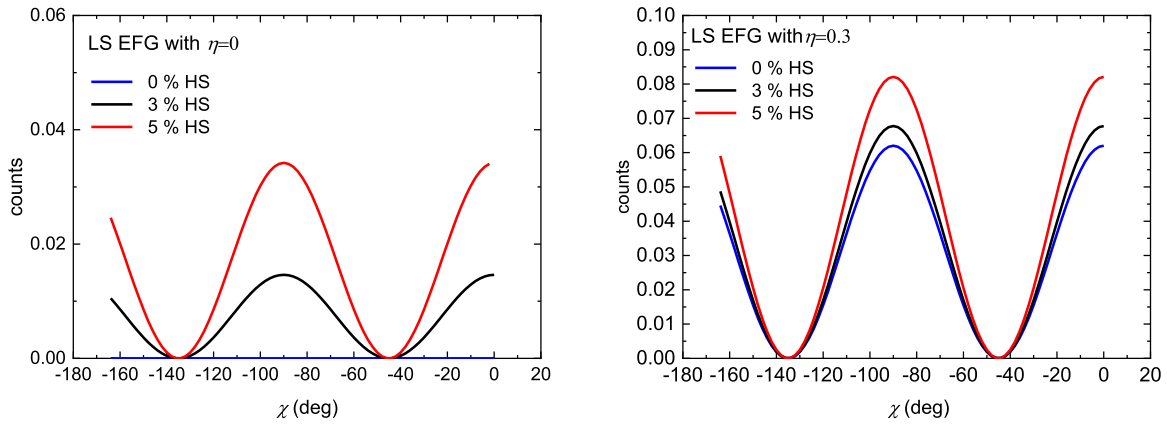 LS EFG with η=0
0 % HS
3 % HS
5 % HS
0.06
0.04
0.02
0.00
counts
-180 -160 -140 -120 -100 -80 -60 -40 -20 0 20
χ (deg)
LS EFG with η=0.3
0 % HS
3 % HS
5 % HS
0.10
0.09
0.08
0.07
0.06
0.05
0.04
0.03
0.02
0.01
0.00
counts
-180 -160 -140 -120 -100 -80 -60 -40 -20 0 20
χ (deg)